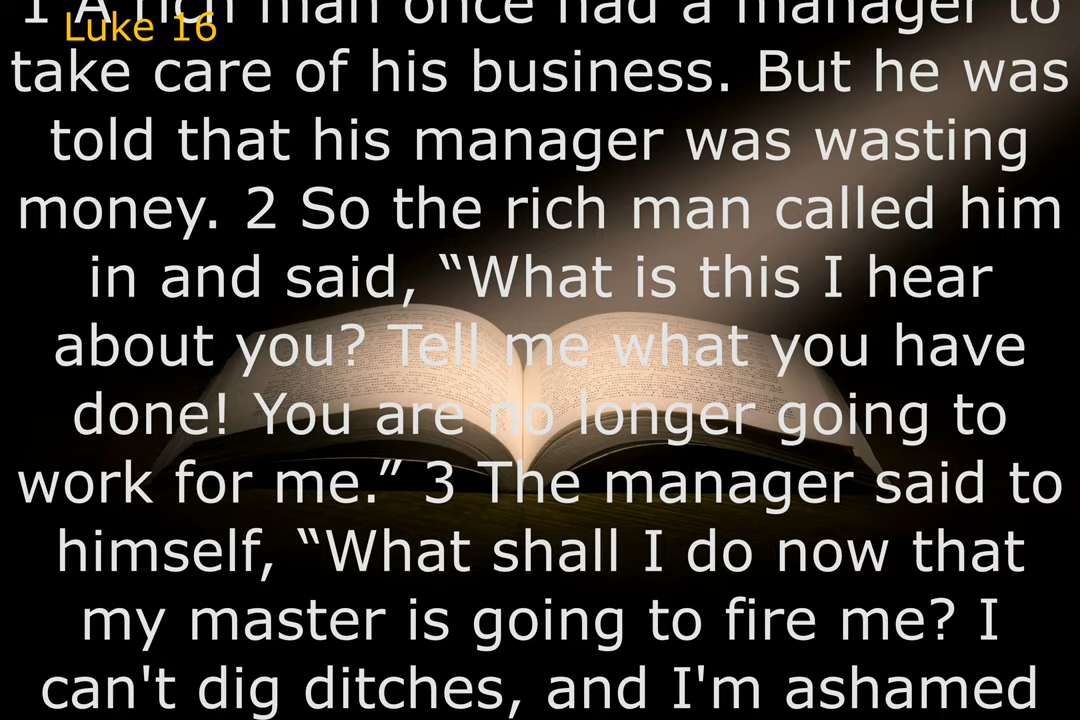 1 A rich man once had a manager to
Luke 16
take care of his business. But he was
told that his manager was wasting
money. 2 So the rich man called him
in and said, “What is this I hear
about you? Tell me what you have
done! You are no longer going to
work for me.” 3 The manager said to
himself, “What shall I do now that
my master is going to fire me? I
can't dig ditches, and I'm ashamed